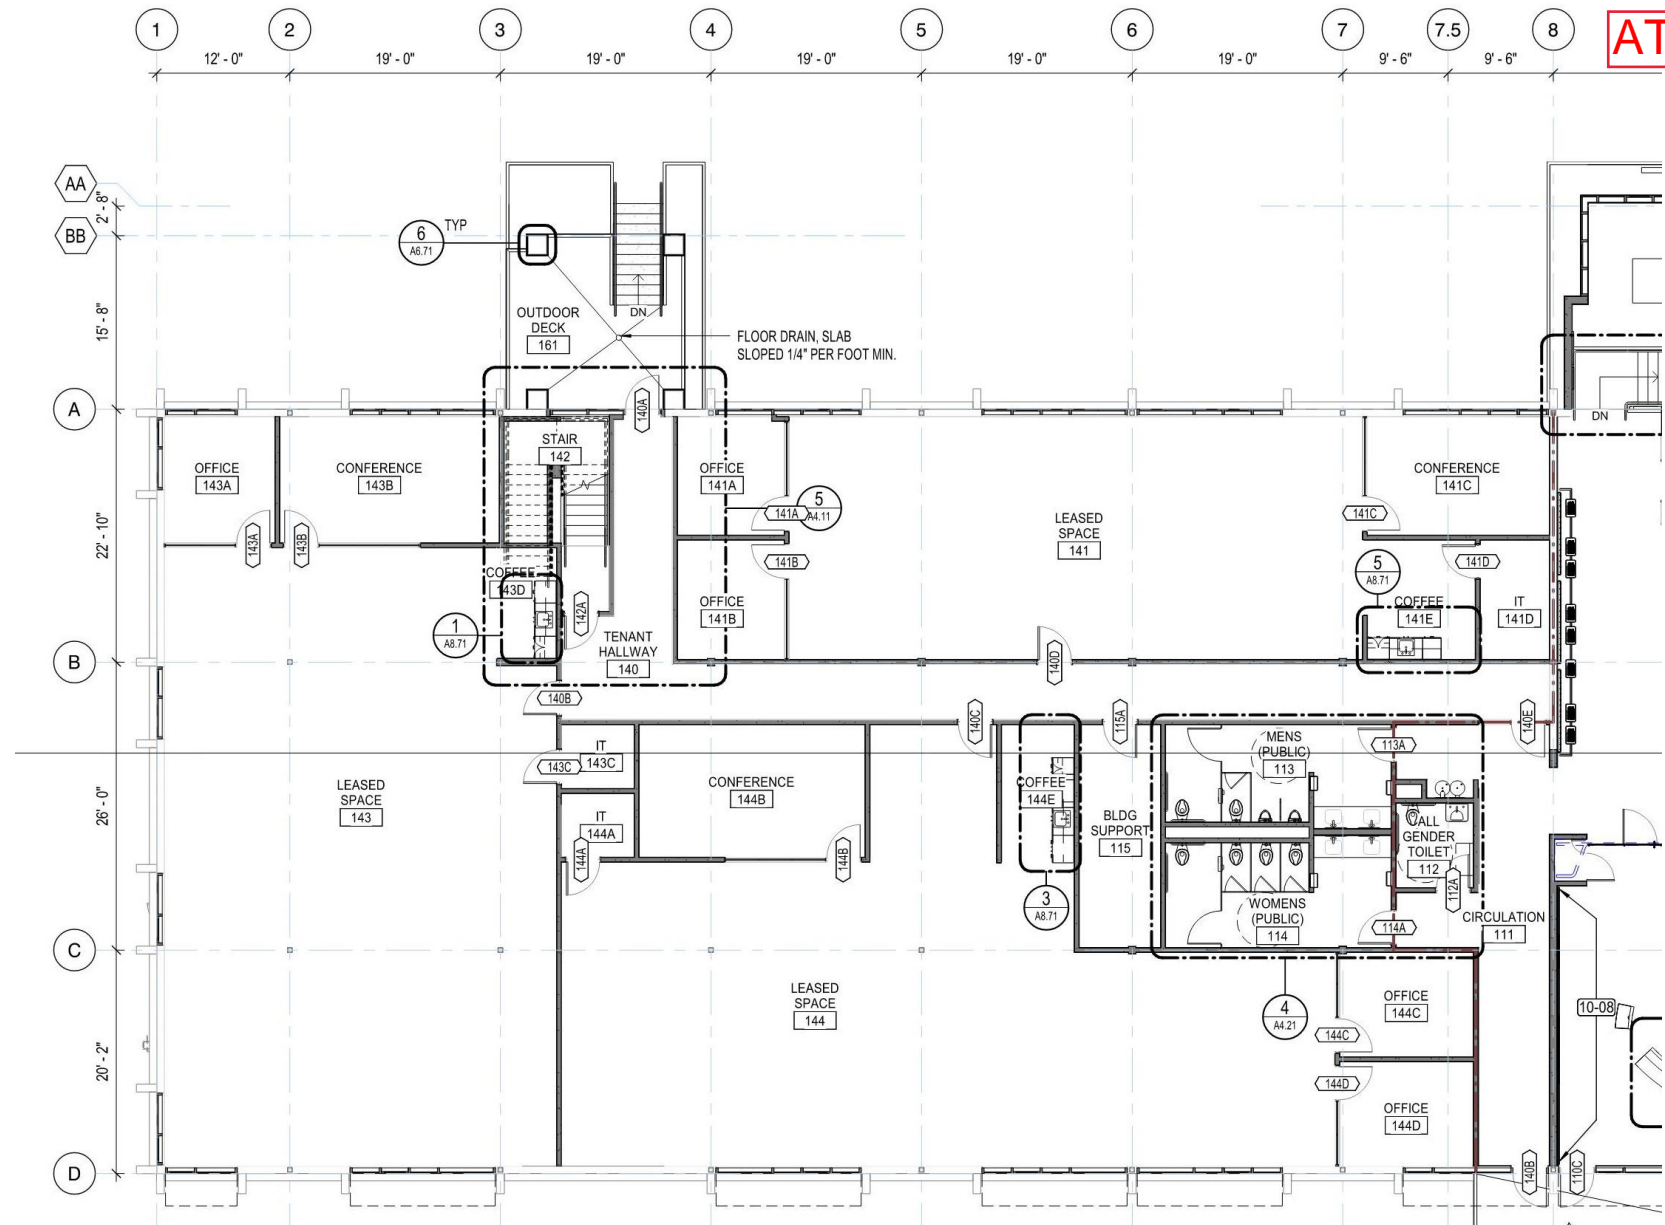 1 2 3 4 5 6 7 7.5 8
AT
12' - 0" 19' - 0" 19' - 0" 19' - 0" 19' - 0" 19' - 0" 9' - 6" 9' - 6"
AA
2' - 8"
BB
6
A6.71
TYP
15' - 8"
OUTDOOR
DECK
161
DN
FLOOR DRAIN, SLAB
SLOPED 1/4" PER FOOT MIN.
A
140A
DN
STAIR
142
OFFICE
143A
CONFERENCE
143B
OFFICE
141A
CONFERENCE
141C
5
A4.11
141A
141C
LEASED
SPACE
141
22' - 10"
143A
143B
141B
141D
5
A8.71
COFFEE
143D
OFFICE
141B
COFFEE
141E
IT
141D
142A
1
A8.71
TENANT
HALLWAY
140
B
140D
140B
140C
115A
140E
MENS
(PUBLIC)
113
113A
IT
143C
143C
CONFERENCE
144B
COFFEE
144E
LEASED
SPACE
143
26' - 0"
IT
144A
BLDG
SUPPORT
115
ALL
GENDER
TOILET
112
144A
144B
112A
3
A8.71
WOMENS
(PUBLIC)
114
114A
CIRCULATION
111
C
LEASED
SPACE
144
OFFICE
144C
4
A4.21
10-08
144C
20' - 2"
144D
OFFICE
144D
D
140B
110C